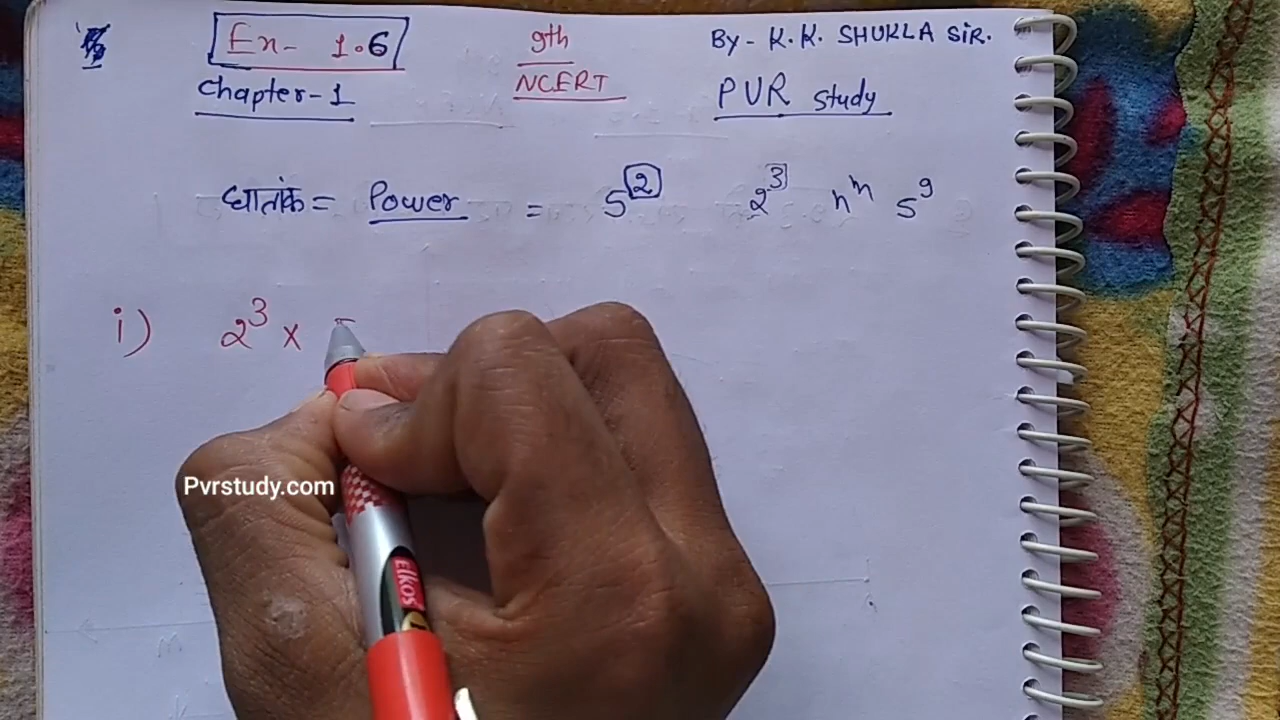 Ex- 1.6 9th BY- K.K. SHUKLA SIR.
Chapter-1 NCERT PVR Study
घातांक = Power = 5² 2³ nᵐ 5⁹
i) 2³ ×
Pvrstudy.com
Elkos